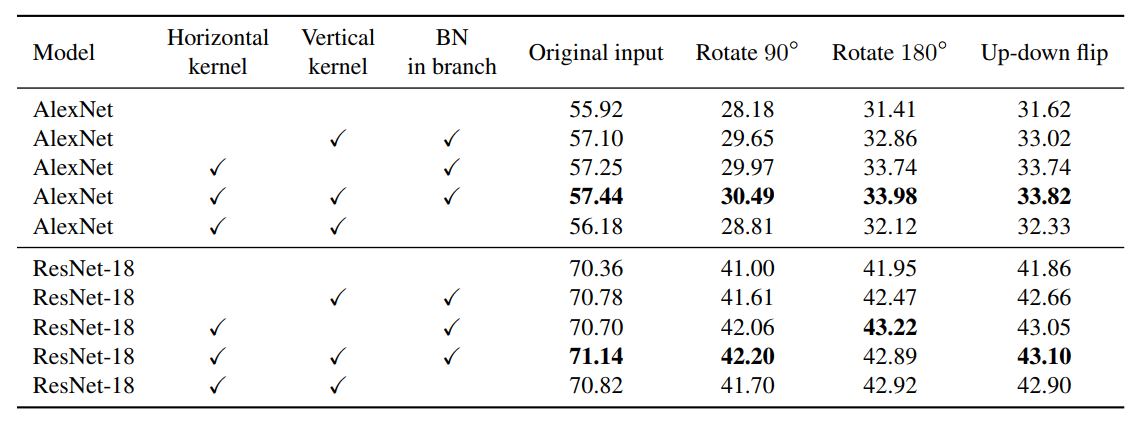 Model Horizontal kernel Vertical kernel BN in branch Original input Rotate 90° Rotate 180° Up-down flip
AlexNet 55.92 28.18 31.41 31.62
AlexNet ✓ ✓ 57.10 29.65 32.86 33.02
AlexNet ✓ ✓ 57.25 29.97 33.74 33.74
AlexNet ✓ ✓ ✓ 57.44 30.49 33.98 33.82
AlexNet ✓ ✓ 56.18 28.81 32.12 32.33
ResNet-18 70.36 41.00 41.95 41.86
ResNet-18 ✓ ✓ 70.78 41.61 42.47 42.66
ResNet-18 ✓ ✓ 70.70 42.06 43.22 43.05
ResNet-18 ✓ ✓ ✓ 71.14 42.20 42.89 43.10
ResNet-18 ✓ ✓ 70.82 41.70 42.92 42.90